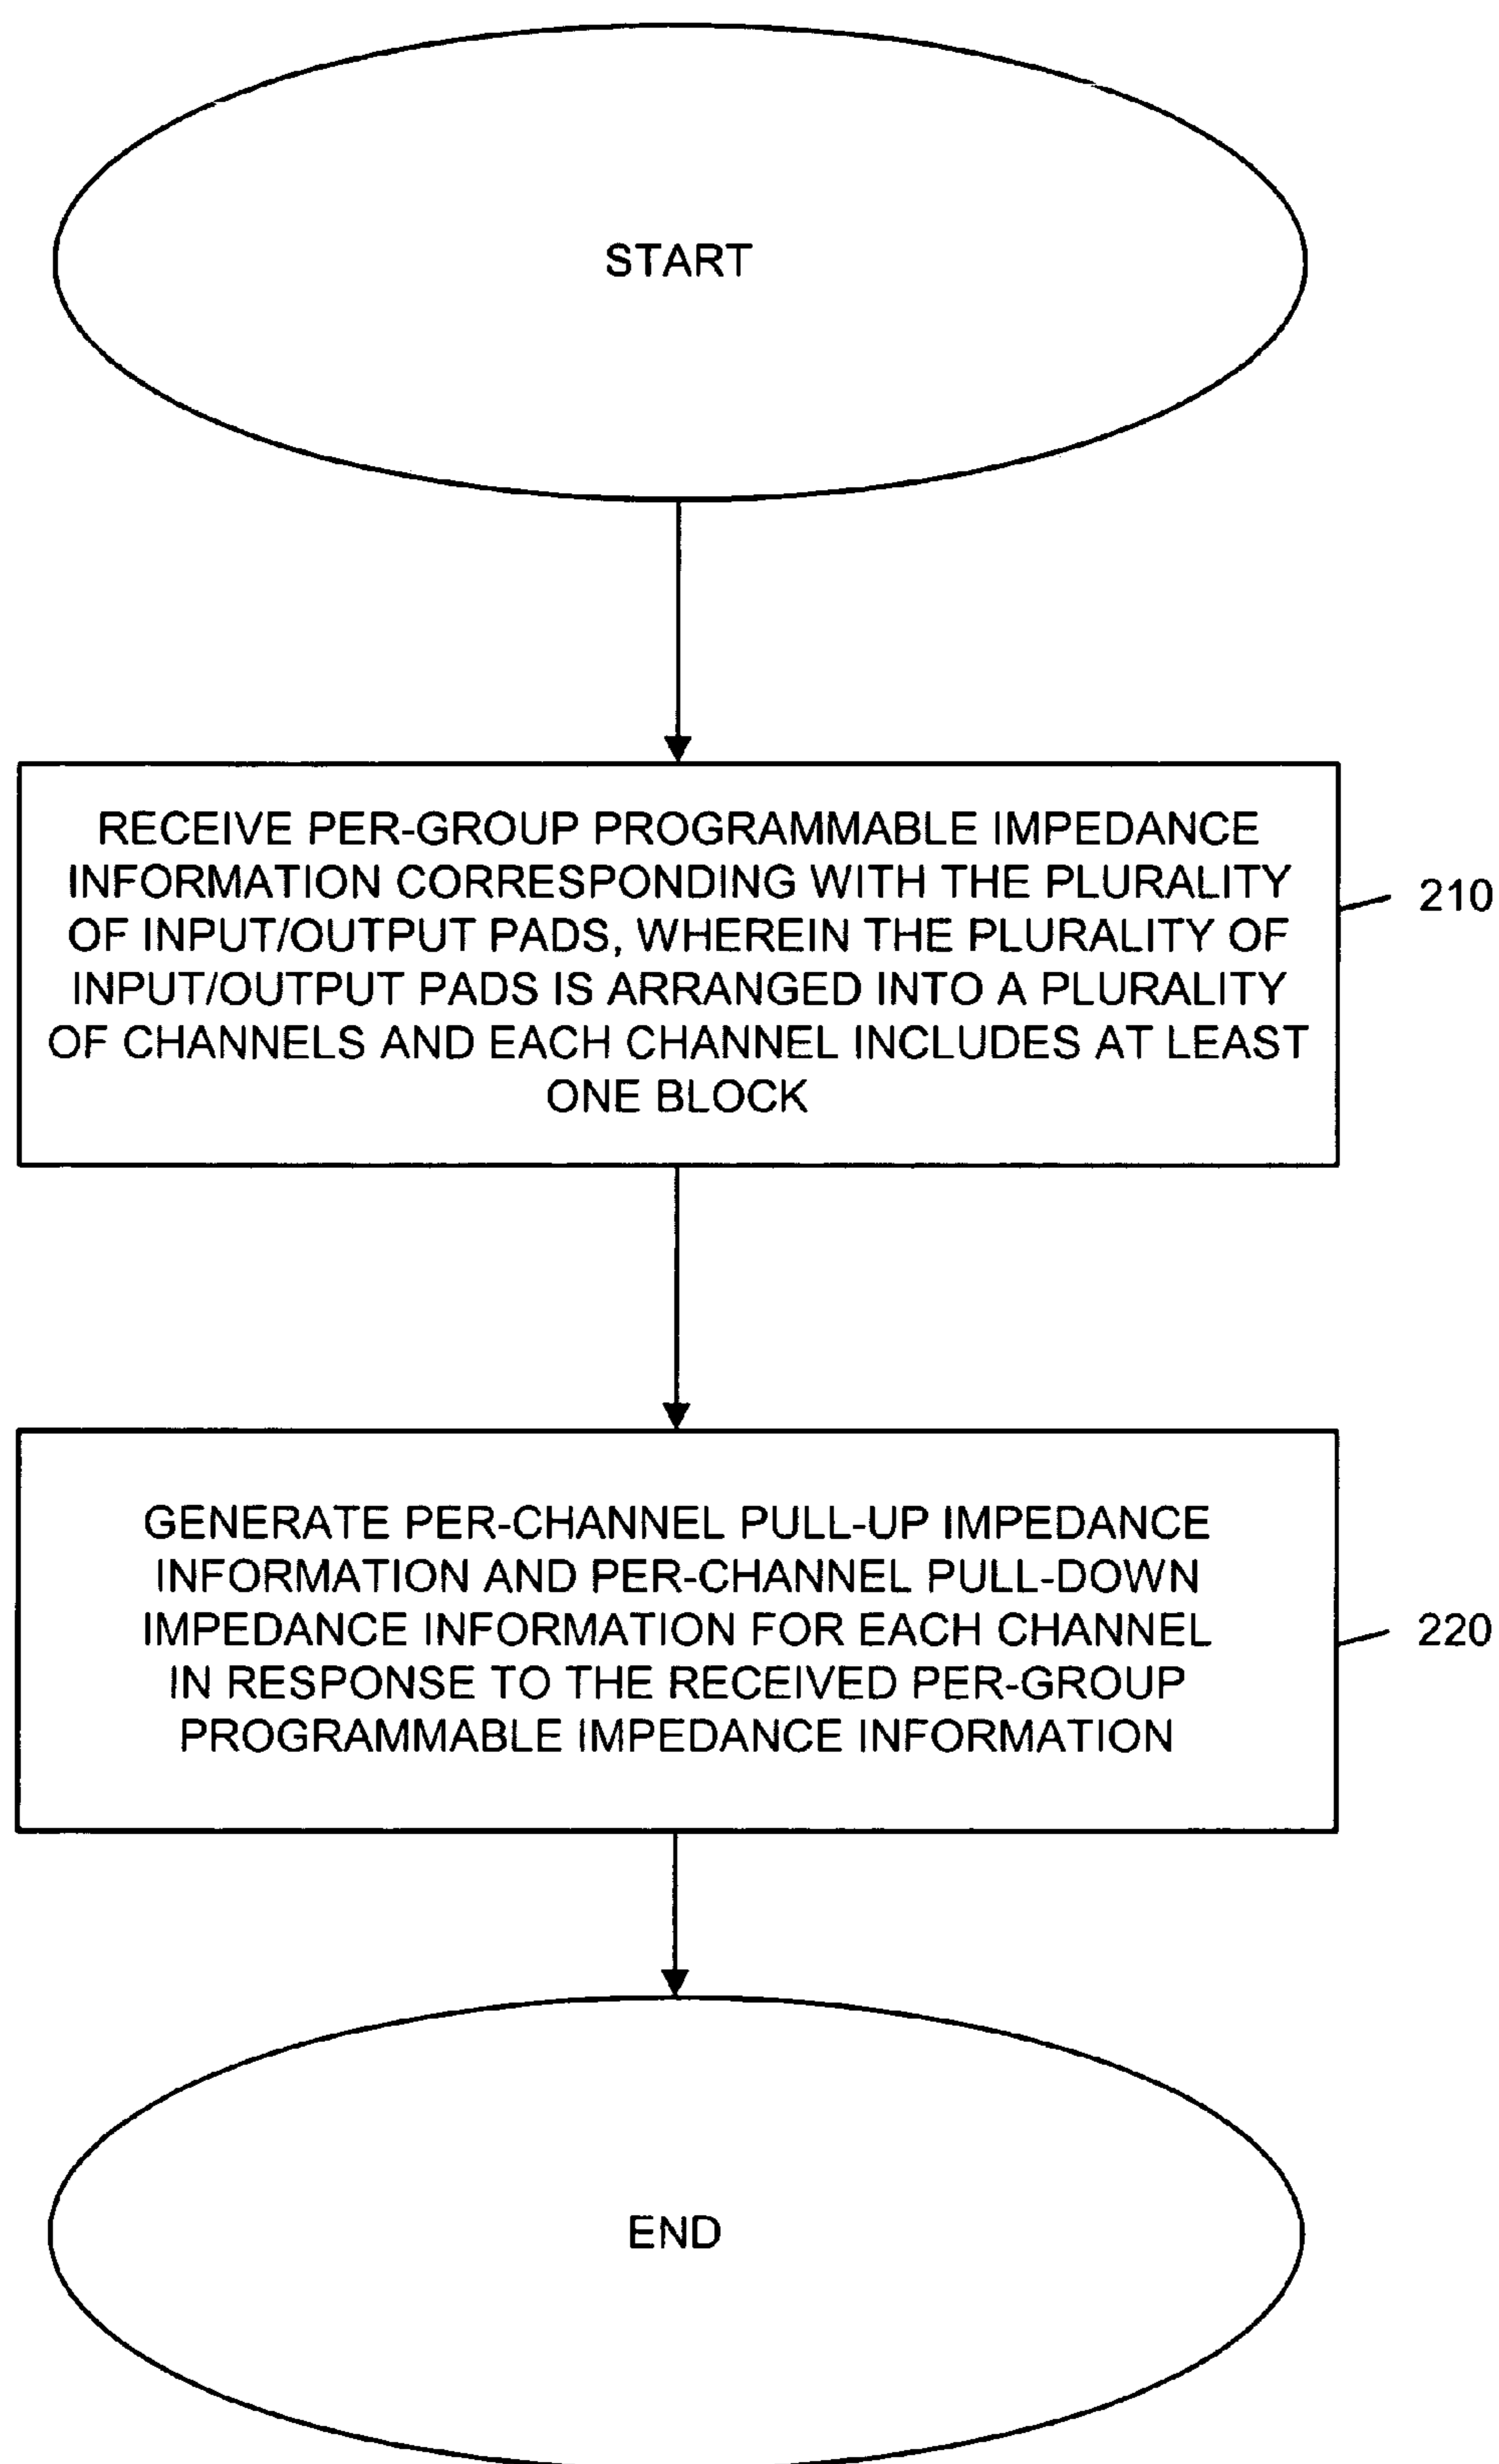 START
RECEIVE PER-GROUP PROGRAMMABLE IMPEDANCE
INFORMATION CORRESPONDING WITH THE PLURALITY
OF INPUT/OUTPUT PADS, WHEREIN THE PLURALITY OF
INPUT/OUTPUT PADS IS ARRANGED INTO A PLURALITY
OF CHANNELS AND EACH CHANNEL INCLUDES AT LEAST
ONE BLOCK
210
GENERATE PER-CHANNEL PULL-UP IMPEDANCE
INFORMATION AND PER-CHANNEL PULL-DOWN
IMPEDANCE INFORMATION FOR EACH CHANNEL
IN RESPONSE TO THE RECEIVED PER-GROUP
PROGRAMMABLE IMPEDANCE INFORMATION
220
END